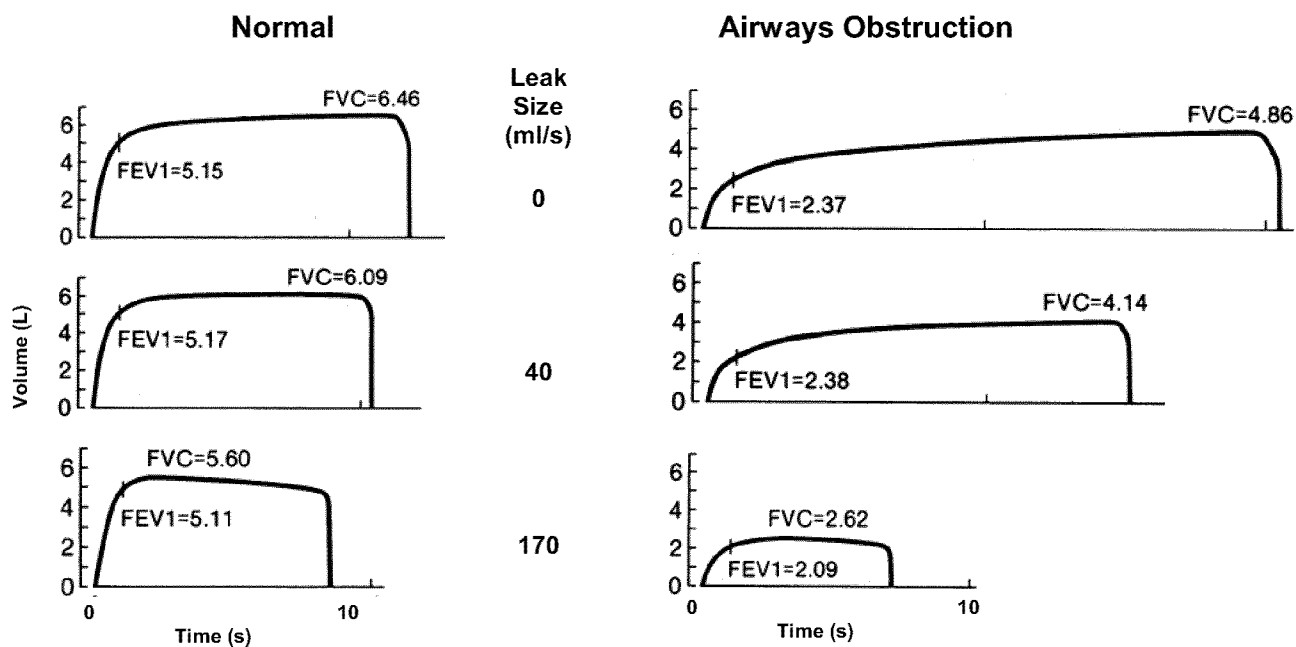 Normal
Airways Obstruction
Leak
Size
(ml/s)
Volume (L)
6
4
2
0
FVC=6.46
FEV1=5.15
0
6
4
2
0
FVC=4.86
FEV1=2.37
6
4
2
0
FVC=6.09
FEV1=5.17
40
6
4
2
0
FVC=4.14
FEV1=2.38
6
4
2
0
FVC=5.60
FEV1=5.11
170
6
4
2
0
FVC=2.62
FEV1=2.09
0
10
Time (s)
0
10
Time (s)